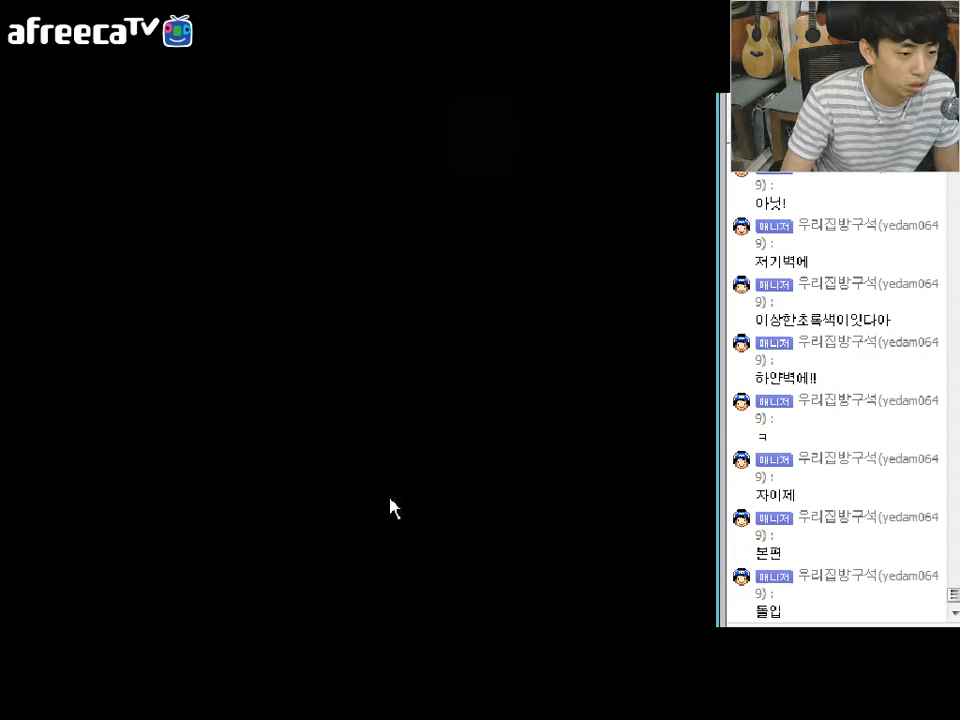 afreecaTV
9) :
아닛!
매니저 우리집방구석(yedam064
9) :
저기벽에
매니저 우리집방구석(yedam064
9) :
이상한초록색이잇다아
매니저 우리집방구석(yedam064
9) :
하얀벽에!!
매니저 우리집방구석(yedam064
9) :
ㅋ
매니저 우리집방구석(yedam064
9) :
자이제
매니저 우리집방구석(yedam064
9) :
본편
매니저 우리집방구석(yedam064
9) :
돌입